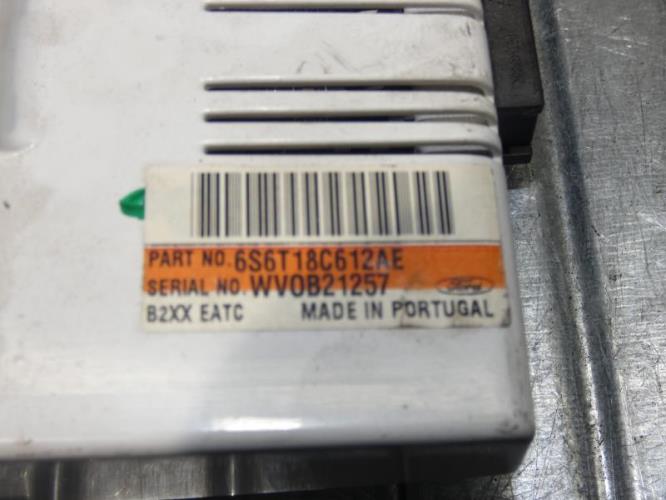 PART NO. 6S6T18C612AE
SERIAL NO WV0B21257
Ford
B2XX EATC MADE IN PORTUGAL